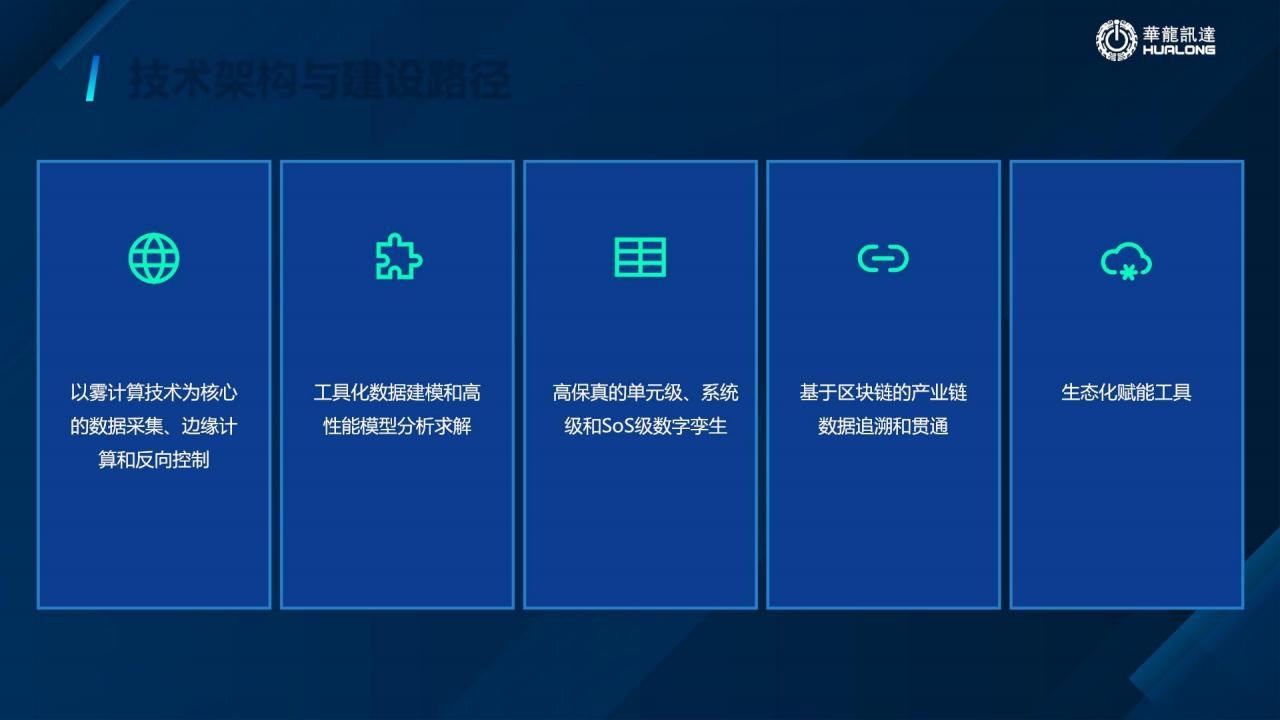 華龍訊達
HUALONG
技术架构与建设路径
以雾计算技术为核心
的数据采集、边缘计
算和反向控制
工具化数据建模和高
性能模型分析求解
高保真的单元级、系统
级和SoS级数字孪生
基于区块链的产业链
数据追溯和贯通
生态化赋能工具